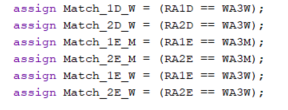 assign Match_1D_W = (RA1D == WA3W);
assign Match_2D_W = (RA2D == WA3W);
assign Match_1E_M = (RA1E == WA3M);
assign Match_2E_M = (RA2E == WA3M);
assign Match_1E_W = (RA1E == WA3W);
assign Match_2E_W = (RA2E == WA3W);